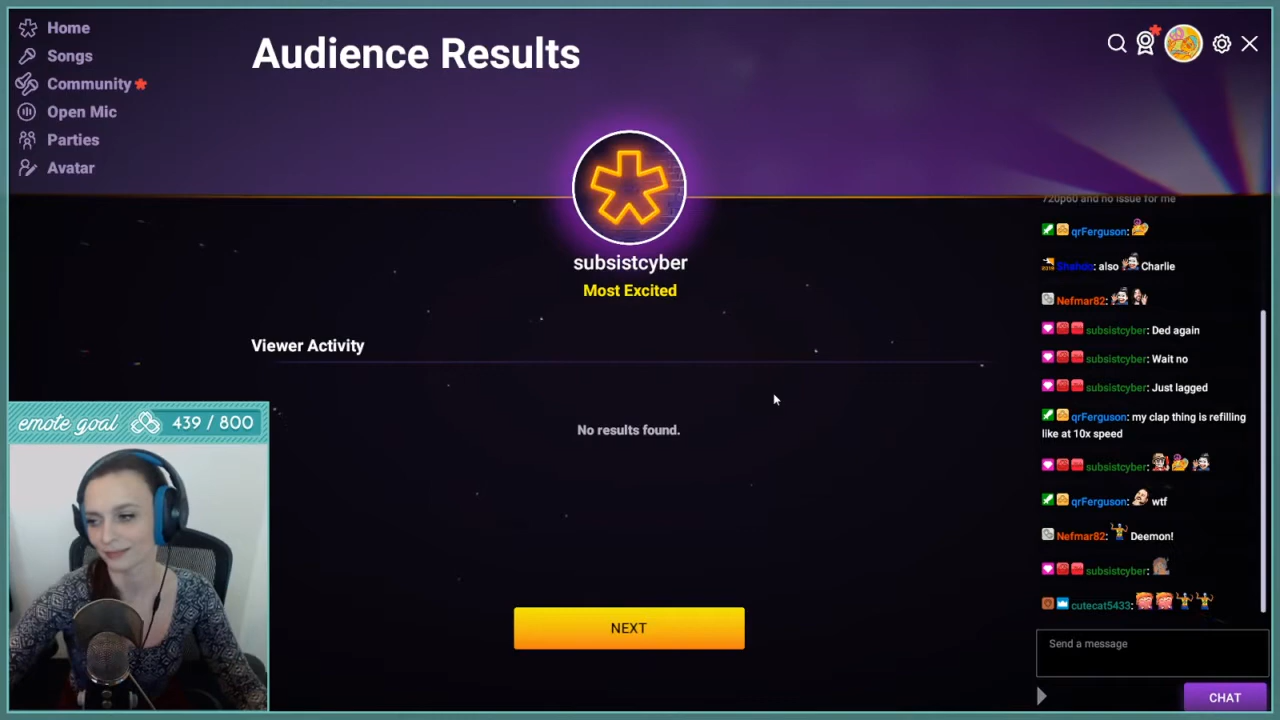 Home
Songs
Community
Open Mic
Parties
Avatar
Audience Results
subsistcyber
Most Excited
Viewer Activity
No results found.
NEXT
emote goal 439 / 800
720p60 and no issue for me
qrFerguson:
Shahdo: also Charlie
Nefmar82:
subsistcyber: Ded again
subsistcyber: Wait no
subsistcyber: Just lagged
qrFerguson: my clap thing is refilling
like at 10x speed
subsistcyber:
qrFerguson: wtf
Nefmar82: Deemon!
subsistcyber:
cutecat5433:
Send a message
CHAT